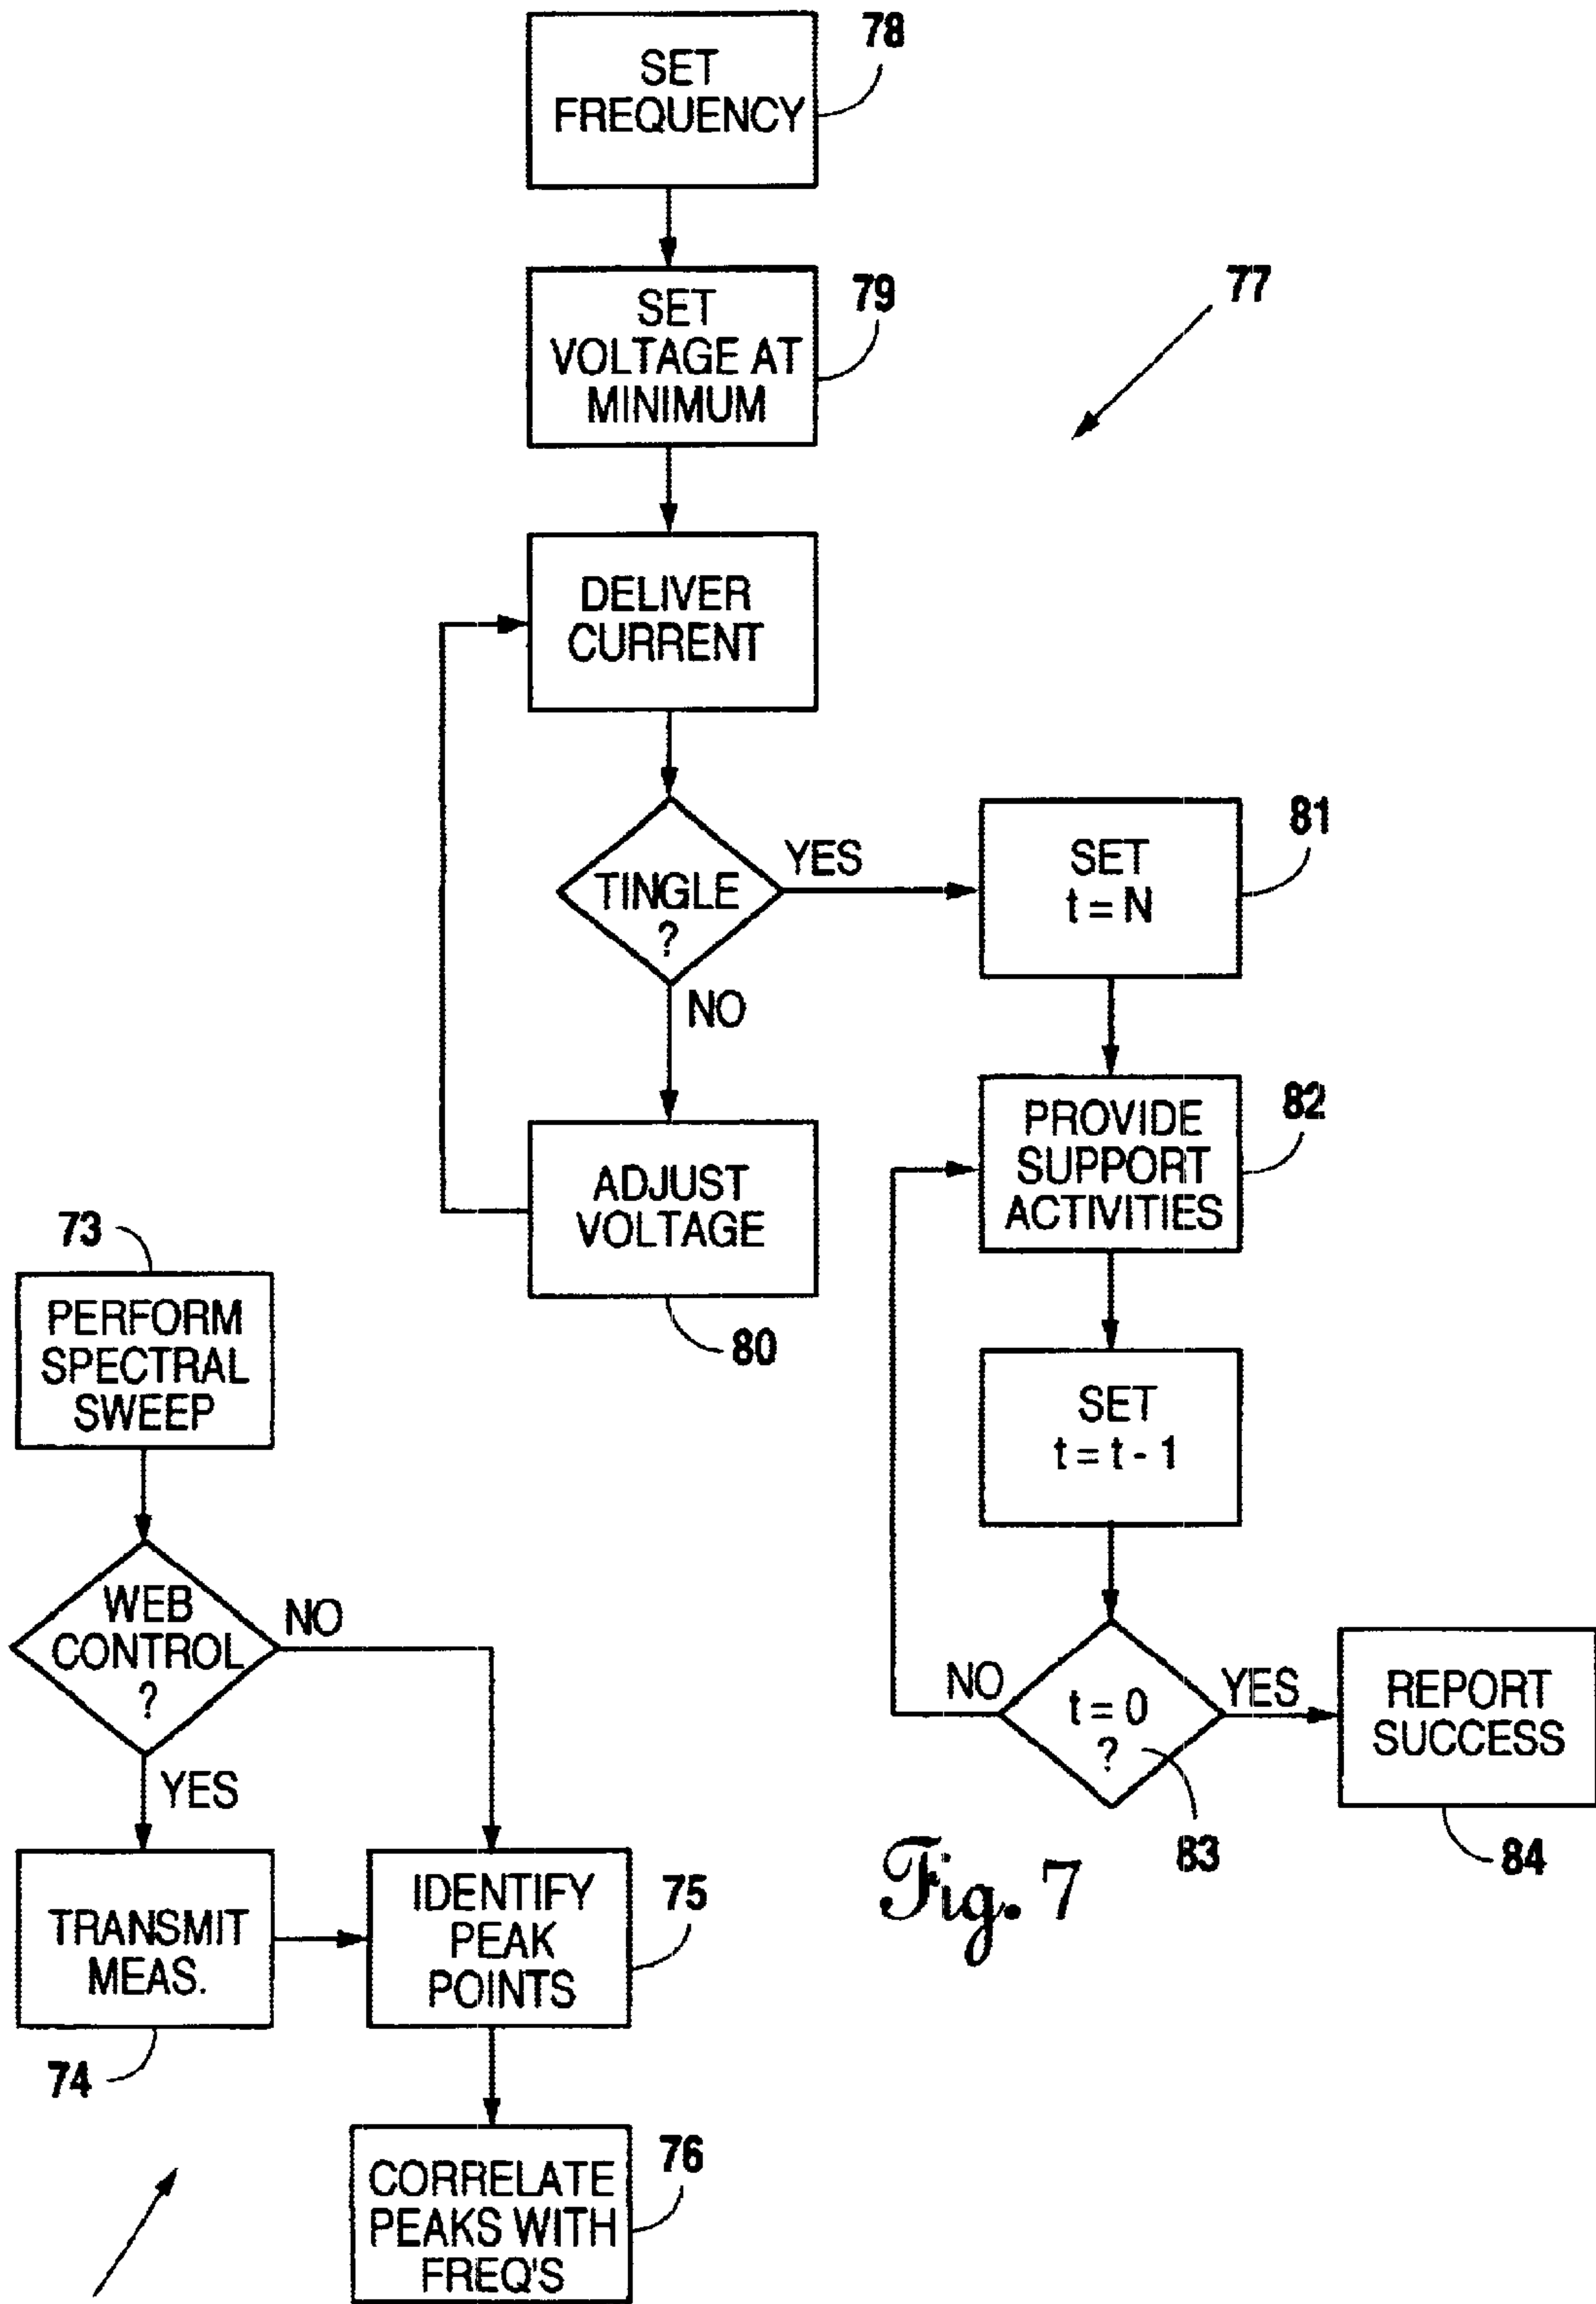 78
SET
FREQUENCY
79
SET
VOLTAGE AT
MINIMUM
77
DELIVER
CURRENT
TINGLE
?
YES
NO
81
SET
t = N
82
PROVIDE
SUPPORT
ACTIVITIES
ADJUST
VOLTAGE
80
SET
t = t - 1
t = 0
?
NO
YES
83
REPORT
SUCCESS
84
Fig. 7
73
PERFORM
SPECTRAL
SWEEP
WEB
CONTROL
?
NO
YES
TRANSMIT
MEAS.
74
IDENTIFY
PEAK
POINTS
75
CORRELATE
PEAKS WITH
FREQ'S
76